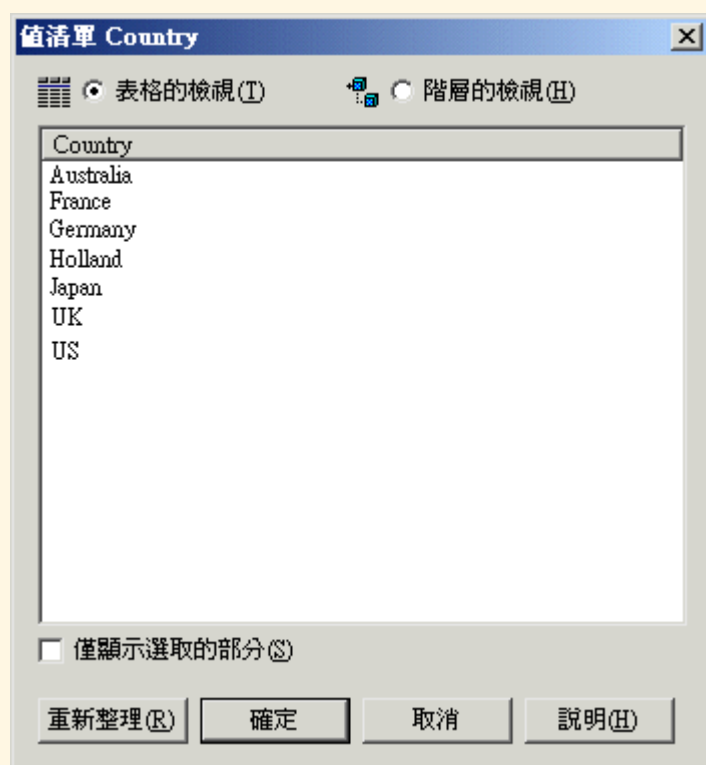 值清單 Country
表格的檢視(T) 階層的檢視(H)
Country
Australia
France
Germany
Holland
Japan
UK
US
僅顯示選取的部分(S)
重新整理(R) 確定 取消 說明(H)